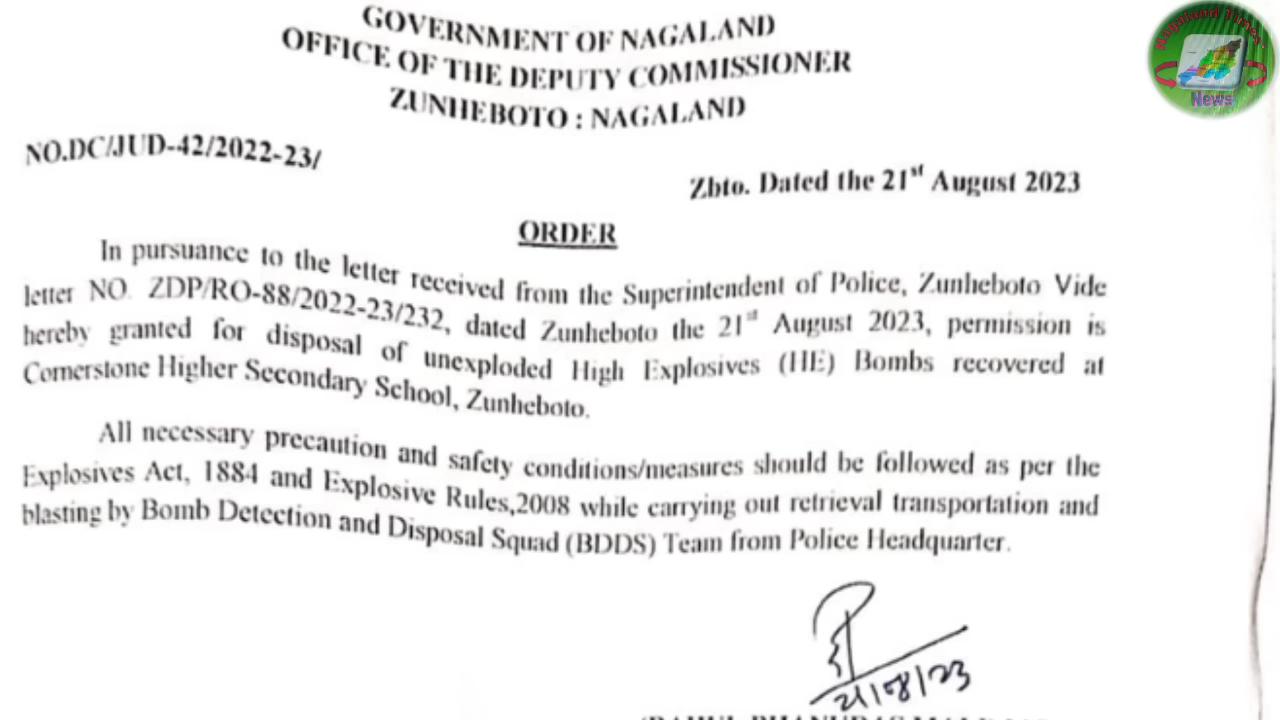 GOVERNMENT OF NAGALAND
OFFICE OF THE DEPUTY COMMISSIONER
ZUNHEBOTO : NAGALAND
NO.DC/JUD-42/2022-23/
Zbto. Dated the 21st August 2023
ORDER
In pursuance to the letter received from the Superintendent of Police, Zunheboto Vide
letter NO. ZDP/RO-88/2022-23/232, dated Zunheboto the 21st August 2023, permission is
hereby granted for disposal of unexploded High Explosives (HE) Bombs recovered at
Cornerstone Higher Secondary School, Zunheboto.
All necessary precaution and safety conditions/measures should be followed as per the
Explosives Act, 1884 and Explosive Rules,2008 while carrying out retrieval transportation and
blasting by Bomb Detection and Disposal Squad (BDDS) Team from Police Headquarter.
21/08/23
Nagaland Times'
News